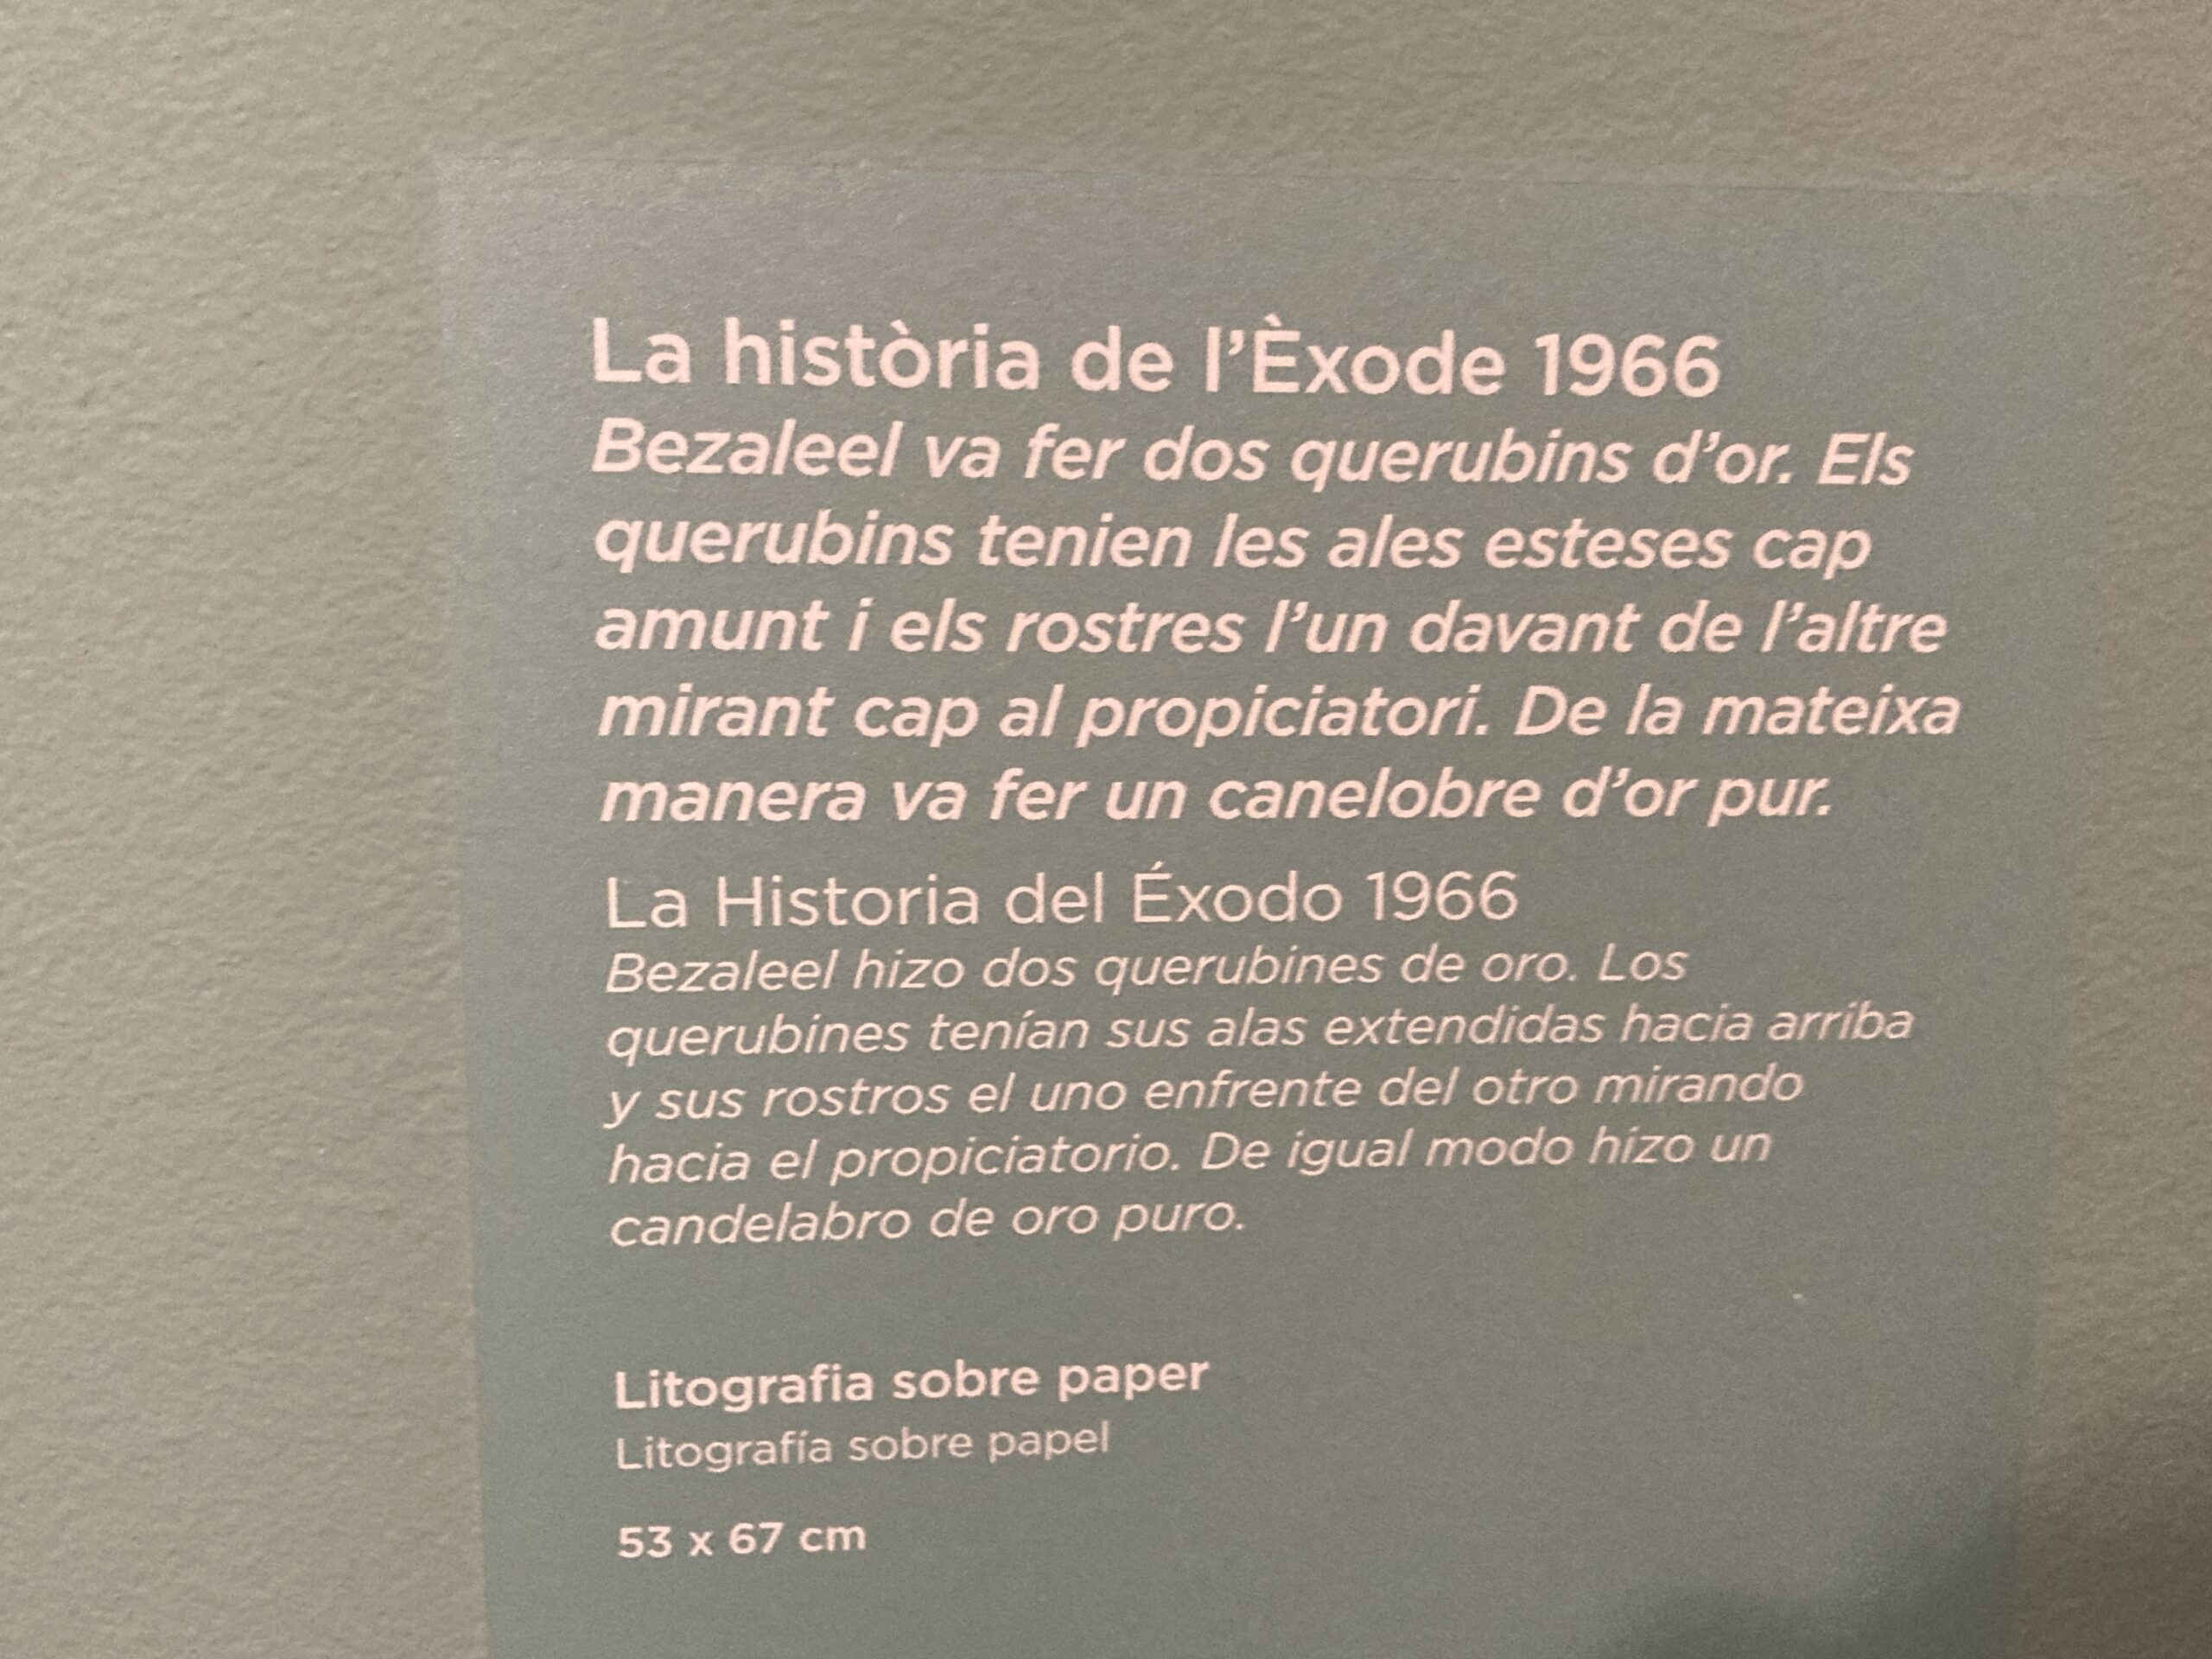 La història de l'Èxode 1966
Bezaleel va fer dos querubins d'or. Els
querubins tenien les ales esteses cap
amunt i els rostres l'un davant de l'altre
mirant cap al propiciatori. De la mateixa
manera va fer un canelobre d'or pur.
La Historia del Éxodo 1966
Bezaleel hizo dos querubines de oro. Los
querubines tenían sus alas extendidas hacia arriba
y sus rostros el uno enfrente del otro mirando
hacia el propiciatorio. De igual modo hizo un
candelabro de oro puro.
Litografia sobre paper
Litografía sobre papel
53 x 67 cm